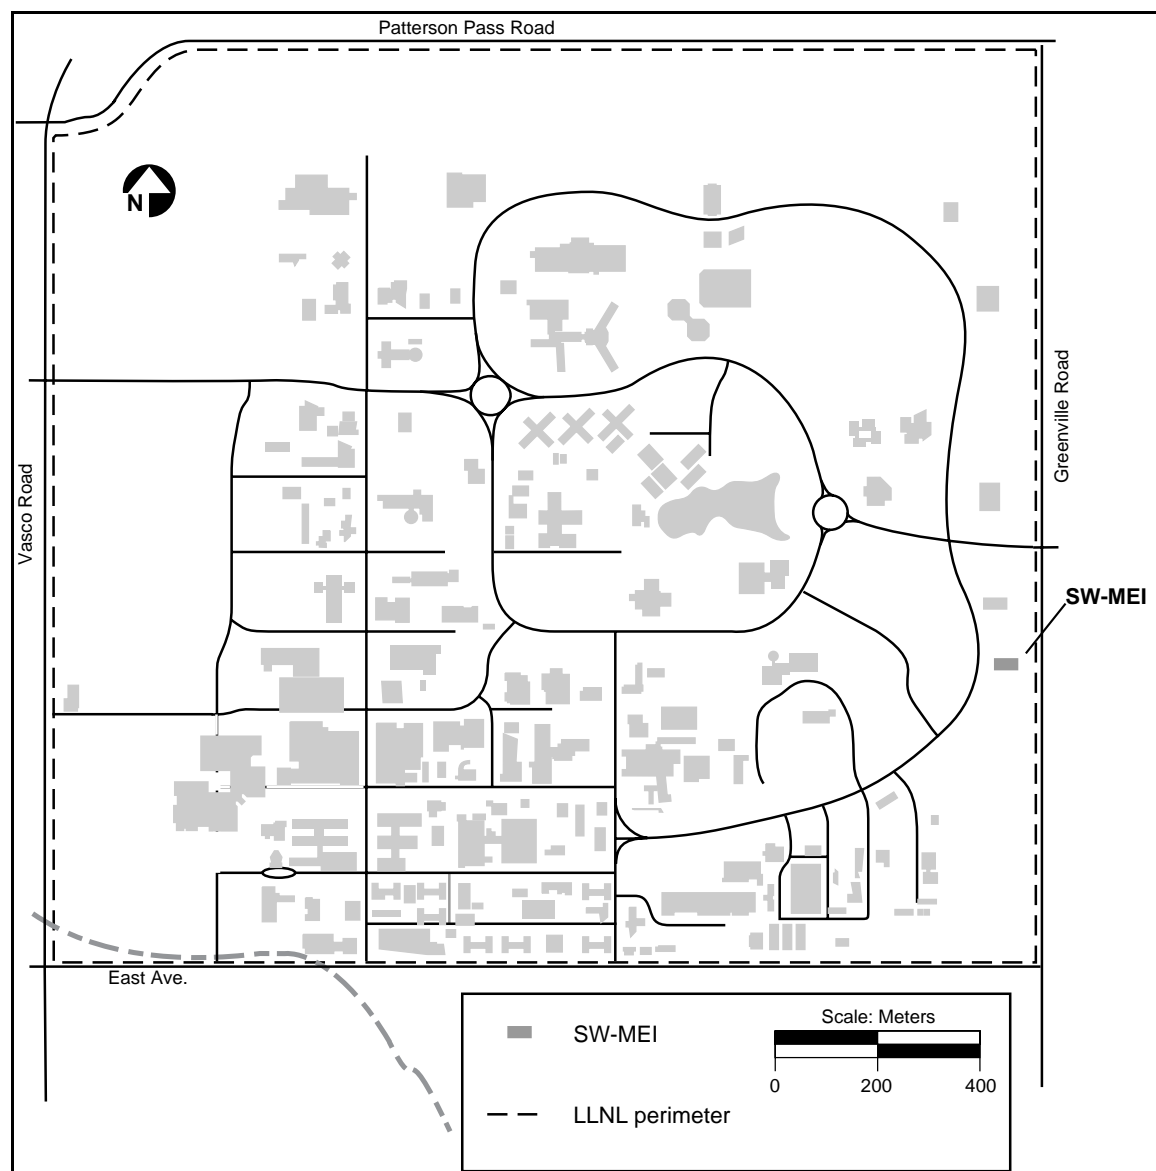 Patterson Pass Road
N
Greenville Road
Vasco Road
SW-MEI
East Ave.
SW-MEI
Scale: Meters
0 200 400
LLNL perimeter